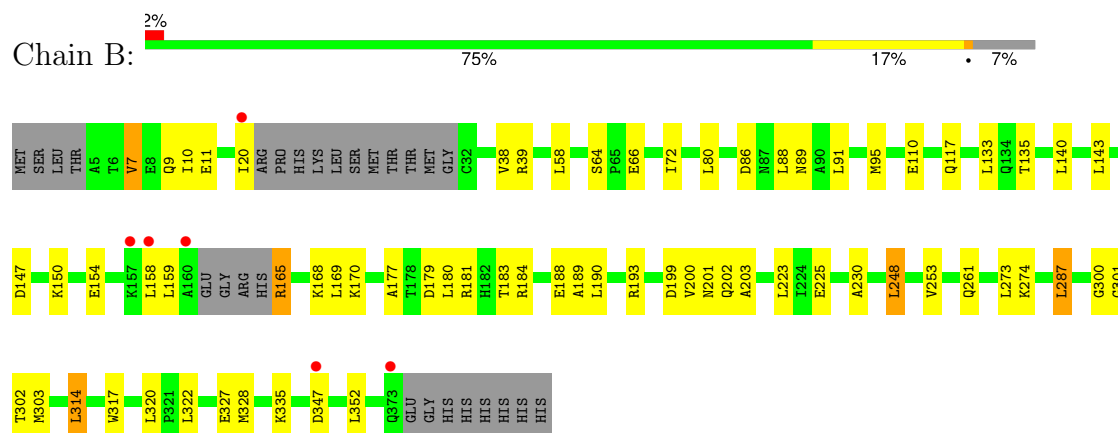 2%
Chain B:
75% 17% • 7%
MET SER LEU THR A5 T6 V7 E8 Q9 I10 E11 I20 ARG PRO HIS LYS LEU SER MET THR THR MET GLY C32 V38 R39 L58 S64 P65 E66 I72 L80 D86 N87 L88 N89 A90 L91 M95 E110 Q117 L133 Q134 T135 L140 L143
D147 K150 E154 K157 L158 L159 A160 GLU GLY ARG HIS R165 K168 L169 K170 A177 T178 D179 L180 R181 H182 T183 R184 E188 A189 L190 R193 D199 V200 N201 Q202 A203 L223 I224 E225 A230 L248 V253 Q261 L273 K274 L287 G300
T302 M303 L314 W317 L320 P321 L322 E327 M328 K335 D347 L352 Q373 GLU GLY HIS HIS HIS HIS HIS HIS